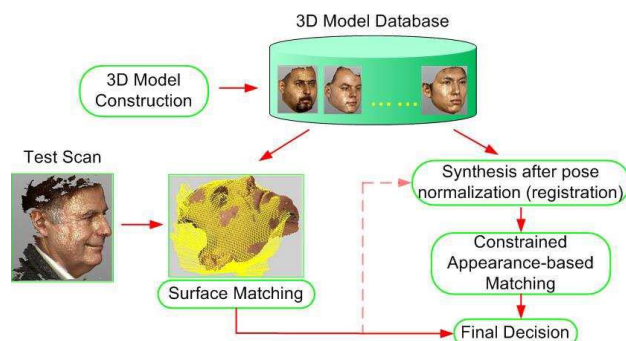 3D Model Database
3D Model
Construction
Test Scan
Synthesis after pose
normalization (registration)
Constrained
Appearance-based
Matching
Surface Matching
Final Decision